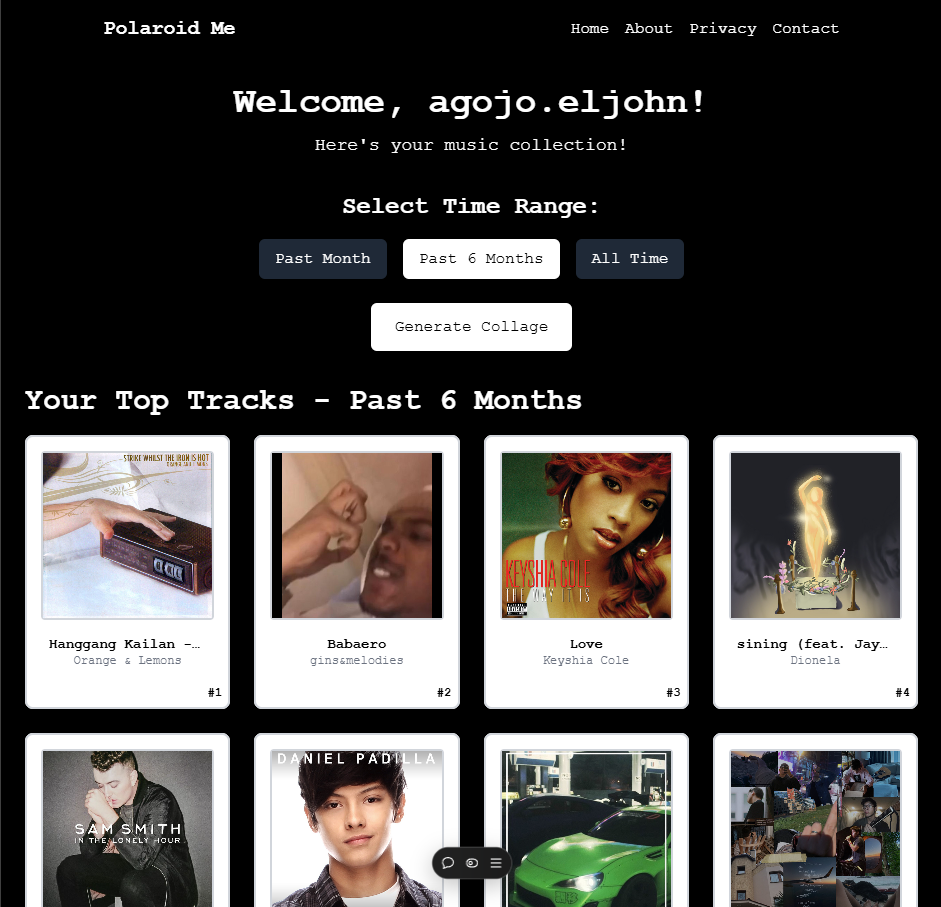 Polaroid Me
Home About Privacy Contact
Welcome, agojo.eljohn!
Here's your music collection!
Select Time Range:
Past Month
Past 6 Months
All Time
Generate Collage
Your Top Tracks - Past 6 Months
STRIKE WHILST THE IRON IS HOT
Hanggang Kailan -…
Orange & Lemons
#1
Babaero
gins&melodies
#2
KEYSHIA COLE
THE WAY IT IS
Love
Keyshia Cole
#3
sining (feat. Jay…
Dionela
#4
SAM SMITH
IN THE LONELY HOUR
DANIEL PADILLA